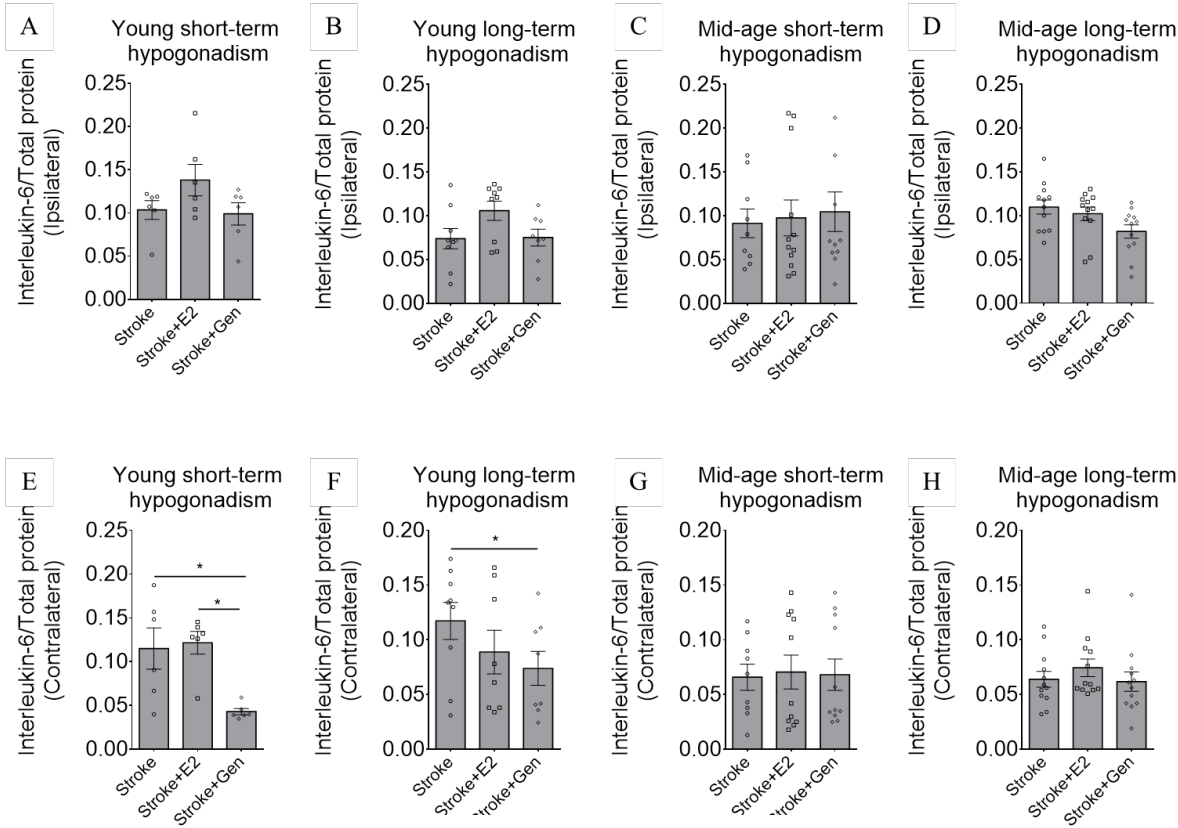 A
Young short-term
hypogonadism
Interleukin-6/Total protein
(Ipsilateral)
0.25
0.20
0.15
0.10
0.05
0.00
Stroke
Stroke+E2
Stroke+Gen
B
Young long-term
hypogonadism
Interleukin-6/Total protein
(Ipsilateral)
0.25
0.20
0.15
0.10
0.05
0.00
Stroke
Stroke+E2
Stroke+Gen
C
Mid-age short-term
hypogonadism
Interleukin-6/Total protein
(Ipsilateral)
0.25
0.20
0.15
0.10
0.05
0.00
Stroke
Stroke+E2
Stroke+Gen
D
Mid-age long-term
hypogonadism
Interleukin-6/Total protein
(Ipsilateral)
0.25
0.20
0.15
0.10
0.05
0.00
Stroke
Stroke+E2
Stroke+Gen
E
Young short-term
hypogonadism
Interleukin-6/Total protein
(Contralateral)
0.25
0.20
0.15
0.10
0.05
0.00
*
*
Stroke
Stroke+E2
Stroke+Gen
F
Young long-term
hypogonadism
Interleukin-6/Total protein
(Contralateral)
0.20
0.15
0.10
0.05
0.00
*
Stroke
Stroke+E2
Stroke+Gen
G
Mid-age short-term
hypogonadism
Interleukin-6/Total protein
(Contralateral)
0.20
0.15
0.10
0.05
0.00
Stroke
Stroke+E2
Stroke+Gen
H
Mid-age long-term
hypogonadism
Interleukin-6/Total protein
(Contralateral)
0.20
0.15
0.10
0.05
0.00
Stroke
Stroke+E2
Stroke+Gen